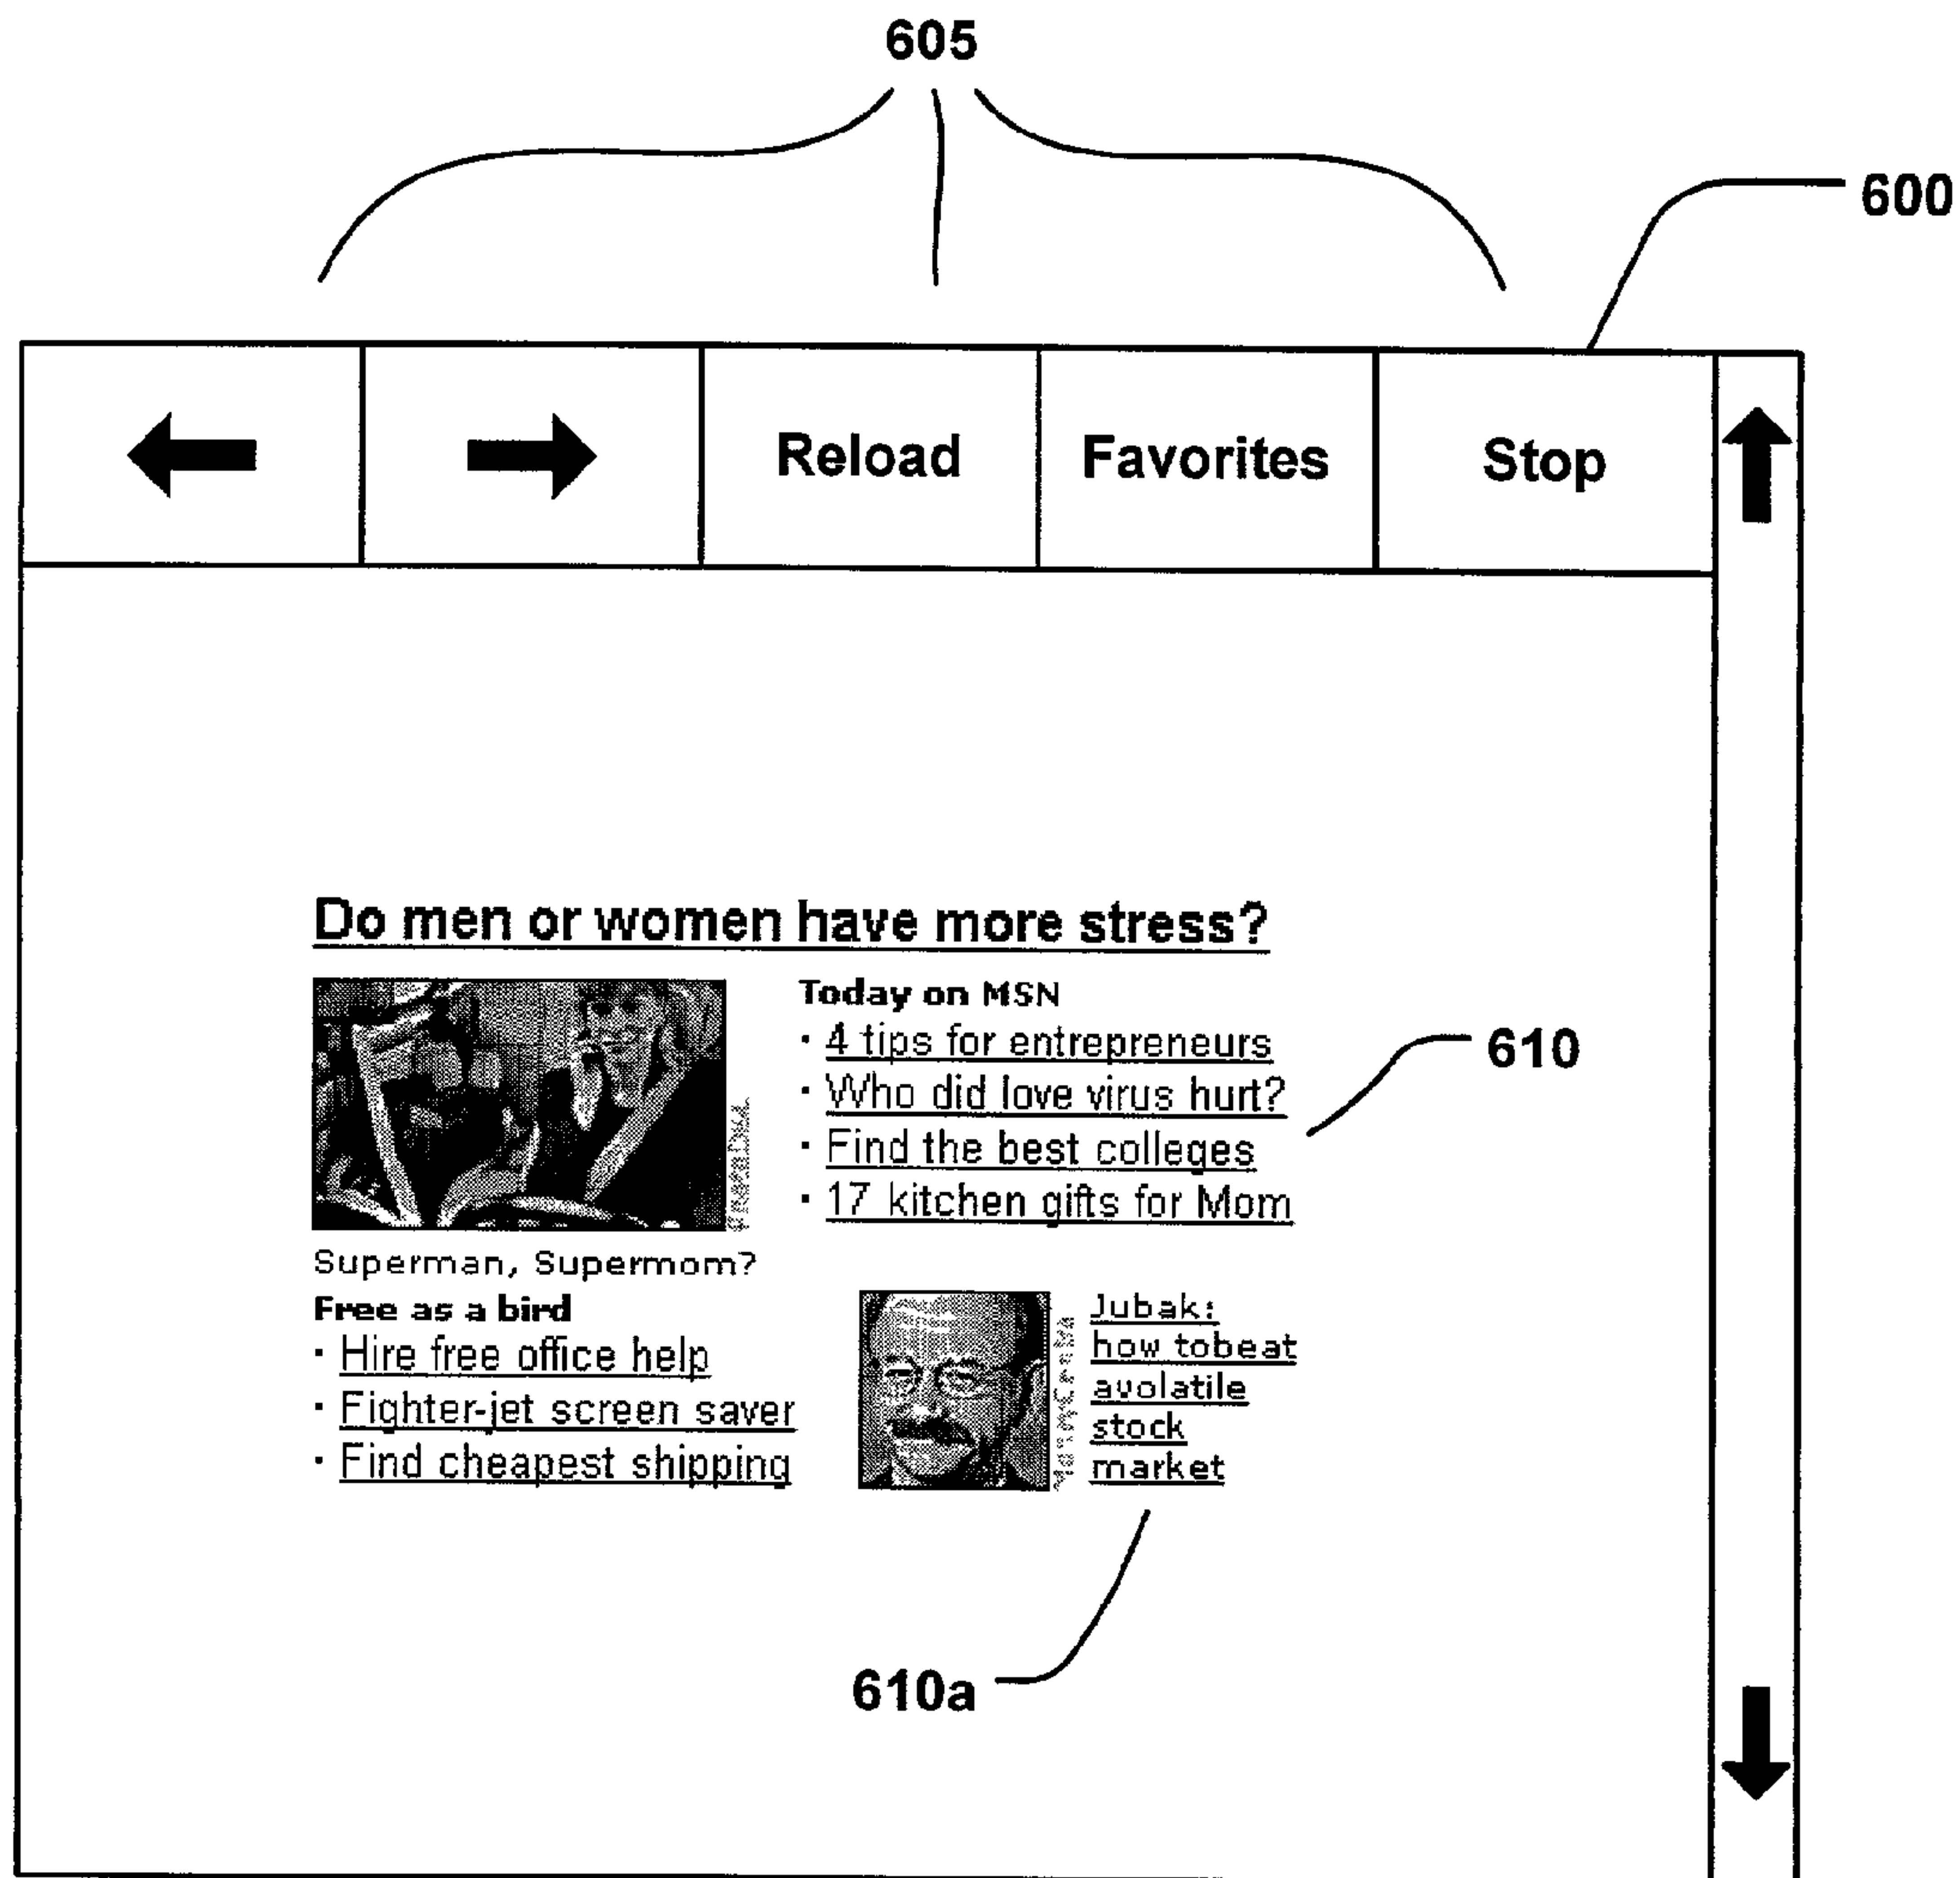 605
600
Reload
Favorites
Stop
Do men or women have more stress?
Today on MSN
· 4 tips for entrepreneurs
· Who did love virus hurt?
· Find the best colleges
· 17 kitchen gifts for Mom
610
Superman, Supermom?
Free as a bird
· Hire free office help
· Fighter-jet screen saver
· Find cheapest shipping
Jubak:
how tobeat
avolatile
stock
market
610a